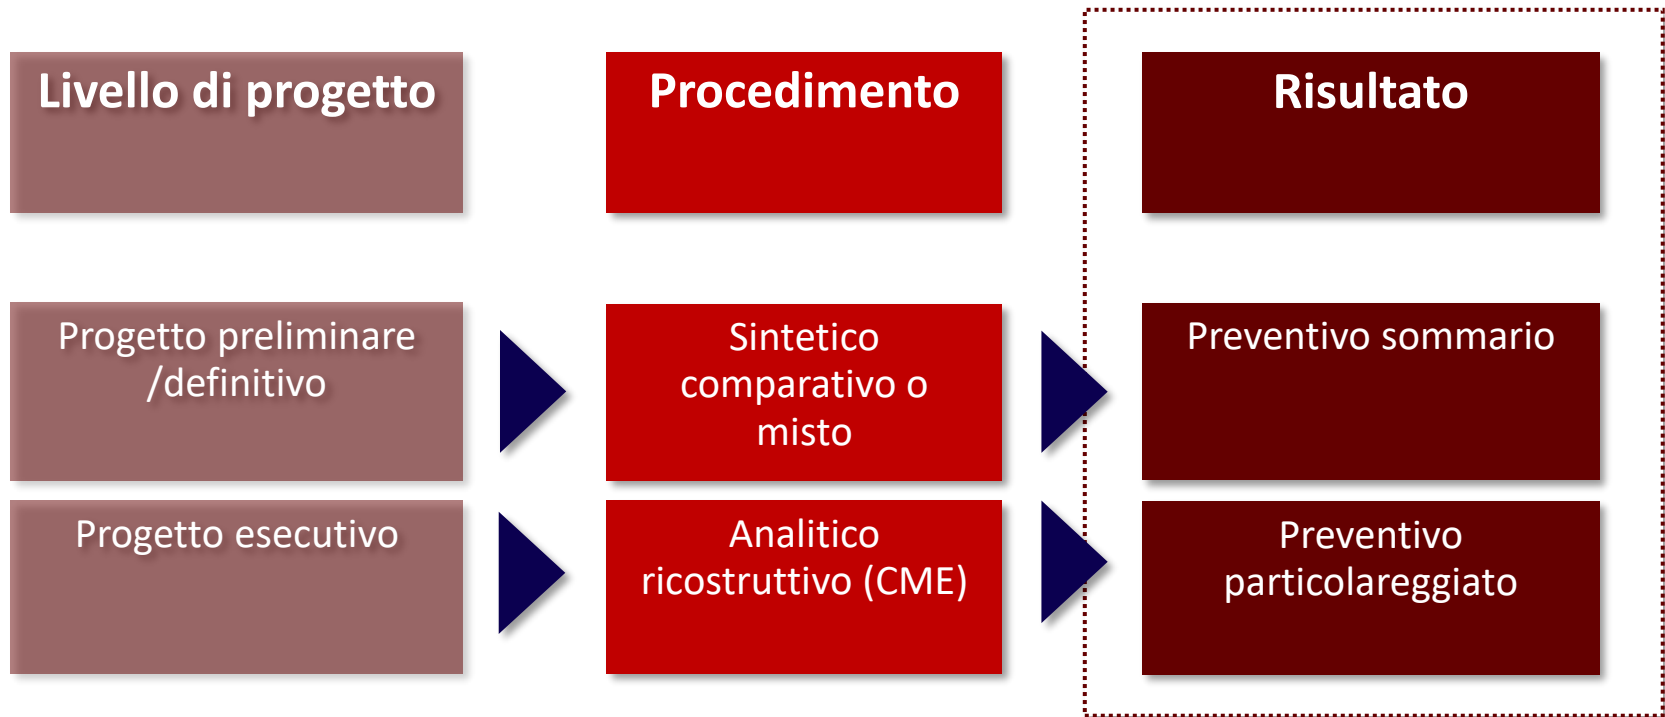 Livello di progetto
Procedimento
Risultato
Progetto preliminare
/definitivo
Sintetico
comparativo o
misto
Preventivo sommario
Progetto esecutivo
Analitico
ricostruttivo (CME)
Preventivo
particolareggiato